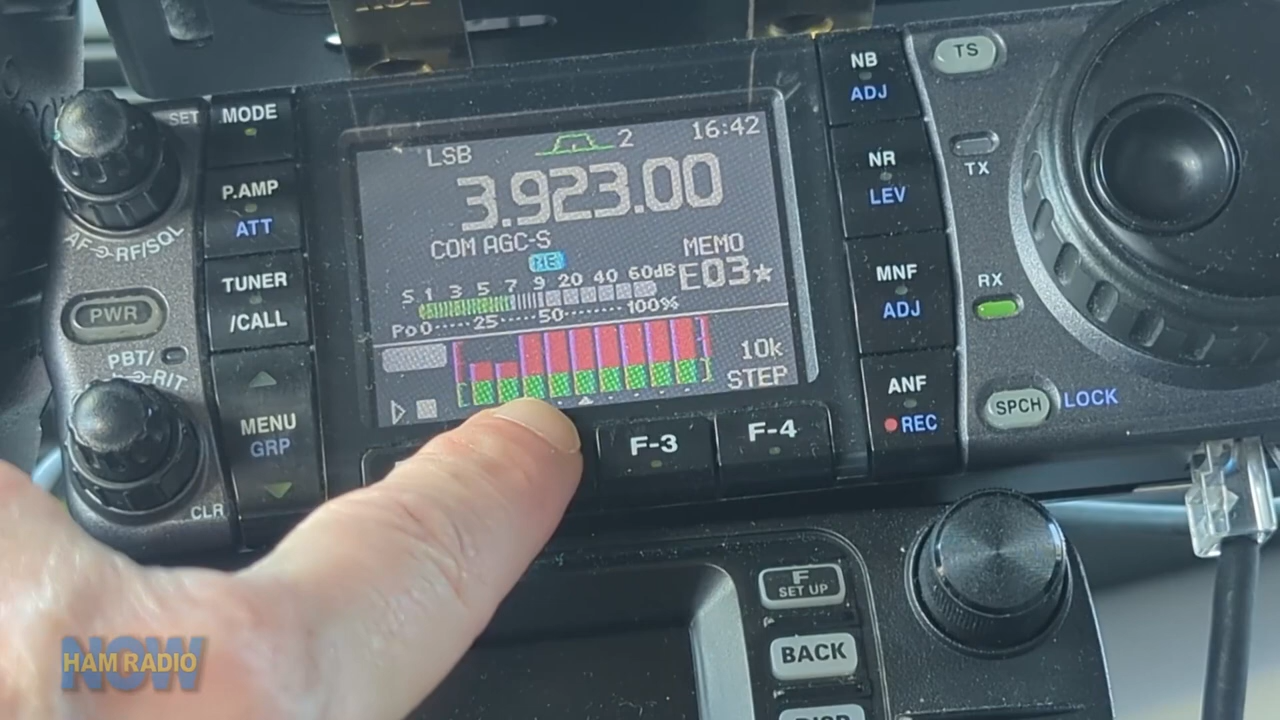 SET
MODE
P.AMP
ATT
TUNER
/CALL
MENU
GRP
AF RF/SQL
PWR
PBT/
RIT
CLR
LSB
2
16:42
3.923.00
COM AGC-S
MEMO
E03★
S 1 3 5 7 9 20 40 60dB
Po 0 25 50 100%
10k
STEP
F-3
F-4
NB
ADJ
NR
LEV
MNF
ADJ
ANF
REC
TS
TX
RX
SPCH
LOCK
F
SET UP
BACK
NOW
HAM RADIO